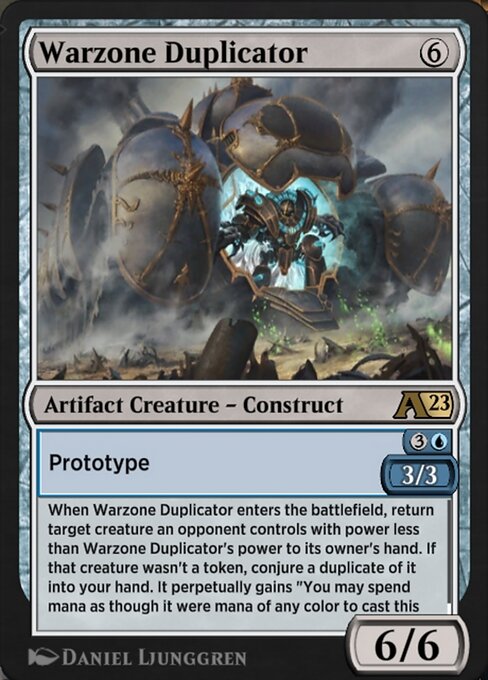 Warzone Duplicator 6
Artifact Creature – Construct A23
3
Prototype
3/3
When Warzone Duplicator enters the battlefield, return
target creature an opponent controls with power less
than Warzone Duplicator's power to its owner's hand. If
that creature wasn't a token, conjure a duplicate of it
into your hand. It perpetually gains "You may spend
mana as though it were mana of any color to cast this
6/6
Daniel Ljunggren